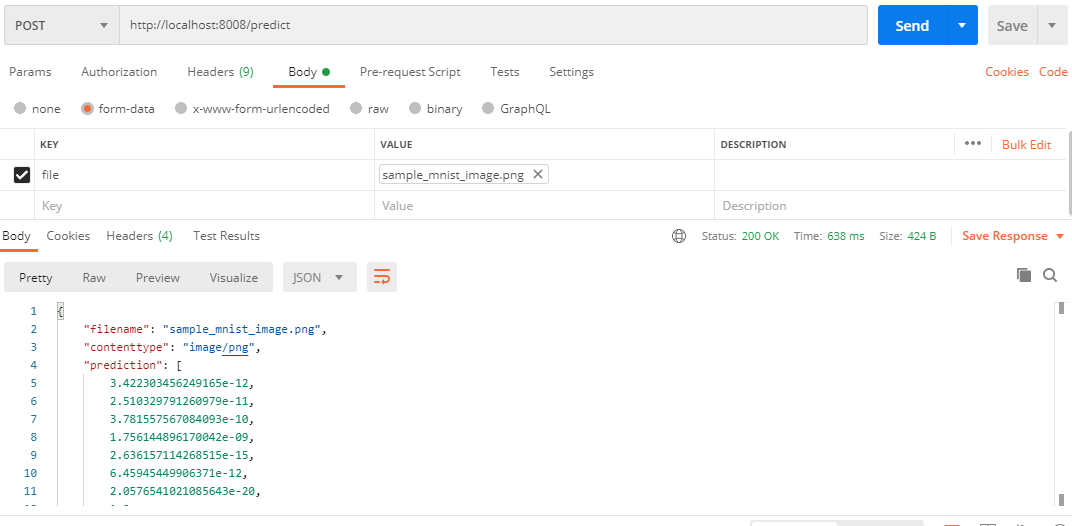 POST http://localhost:8008/predict Send Save
Params Authorization Headers (9) Body Pre-request Script Tests Settings Cookies Code
none form-data x-www-form-urlencoded raw binary GraphQL
KEY VALUE DESCRIPTION ••• Bulk Edit
file sample_mnist_image.png
Key Value Description
Body Cookies Headers (4) Test Results Status: 200 OK Time: 638 ms Size: 424 B Save Response
Pretty Raw Preview Visualize JSON
1 {
2 "filename": "sample_mnist_image.png",
3 "contenttype": "image/png",
4 "prediction": [
5 3.422303456249165e-12,
6 2.510329791260979e-11,
7 3.781557567084093e-10,
8 1.756144896170042e-09,
9 2.636157114268515e-15,
10 6.45945449906371e-12,
11 2.0576541021085643e-20,